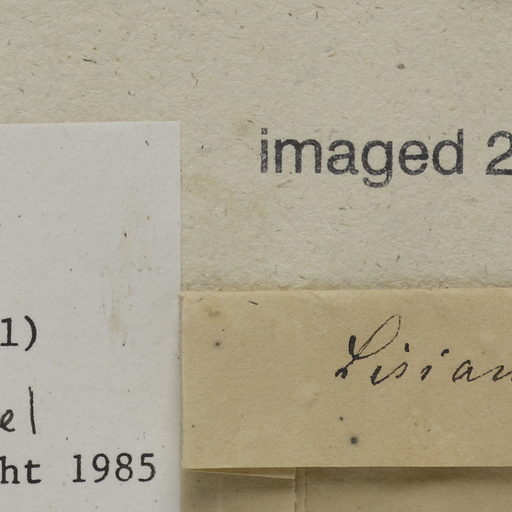 imaged 2
1)
el
ht 1985
Lisian